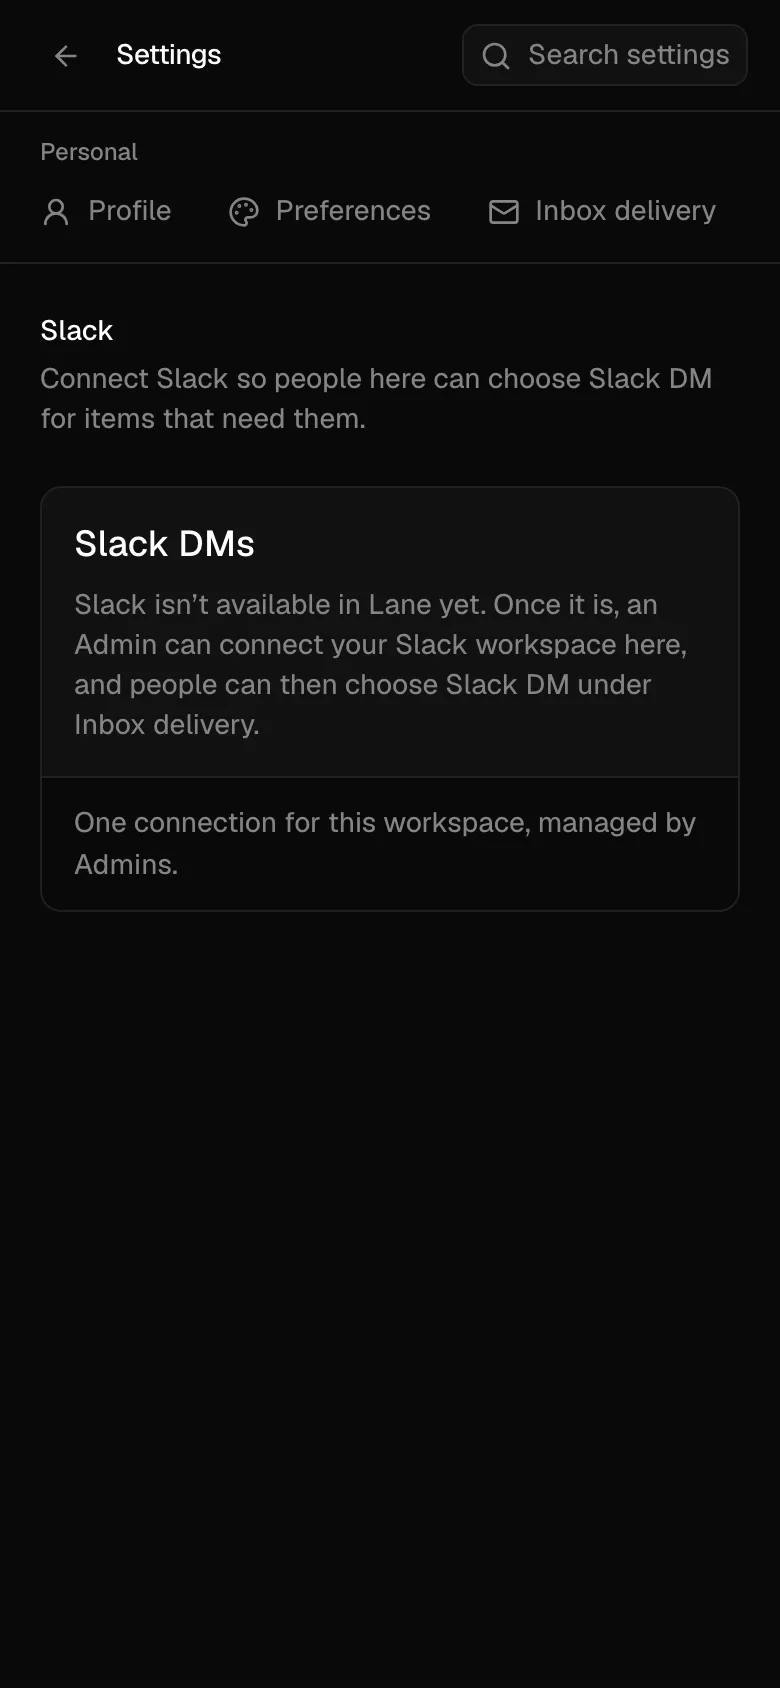 Settings
Search settings
Personal
Profile
Preferences
Inbox delivery
Slack
Connect Slack so people here can choose Slack DM
for items that need them.
Slack DMs
Slack isn’t available in Lane yet. Once it is, an
Admin can connect your Slack workspace here,
and people can then choose Slack DM under
Inbox delivery.
One connection for this workspace, managed by
Admins.